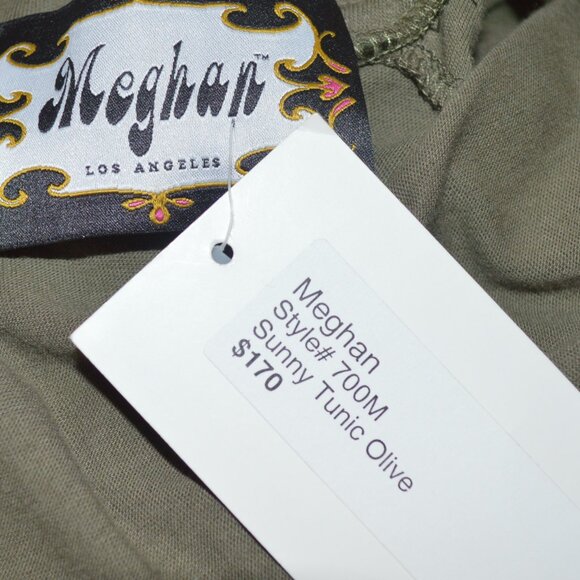 Meghan™
LOS ANGELES
Meghan
Style# 700M
Sunny Tunic Olive
$170